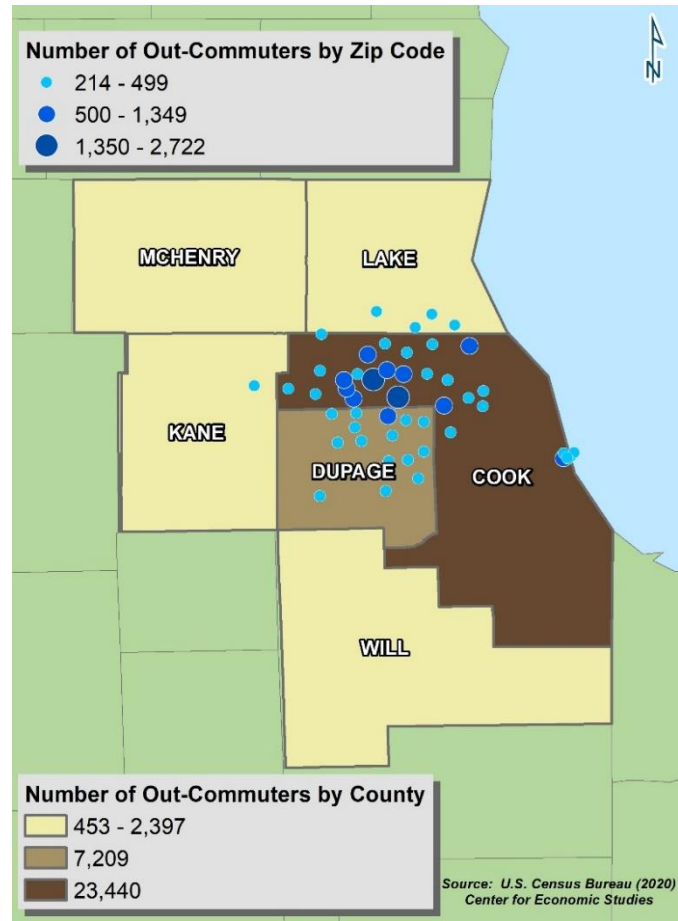 Number of Out-Commuters by Zip Code
214 - 499
500 - 1,349
1,350 - 2,722
N
MCHENRY
LAKE
KANE
DUPAGE
COOK
WILL
Number of Out-Commuters by County
453 - 2,397
7,209
23,440
Source: U.S. Census Bureau (2020)
Center for Economic Studies